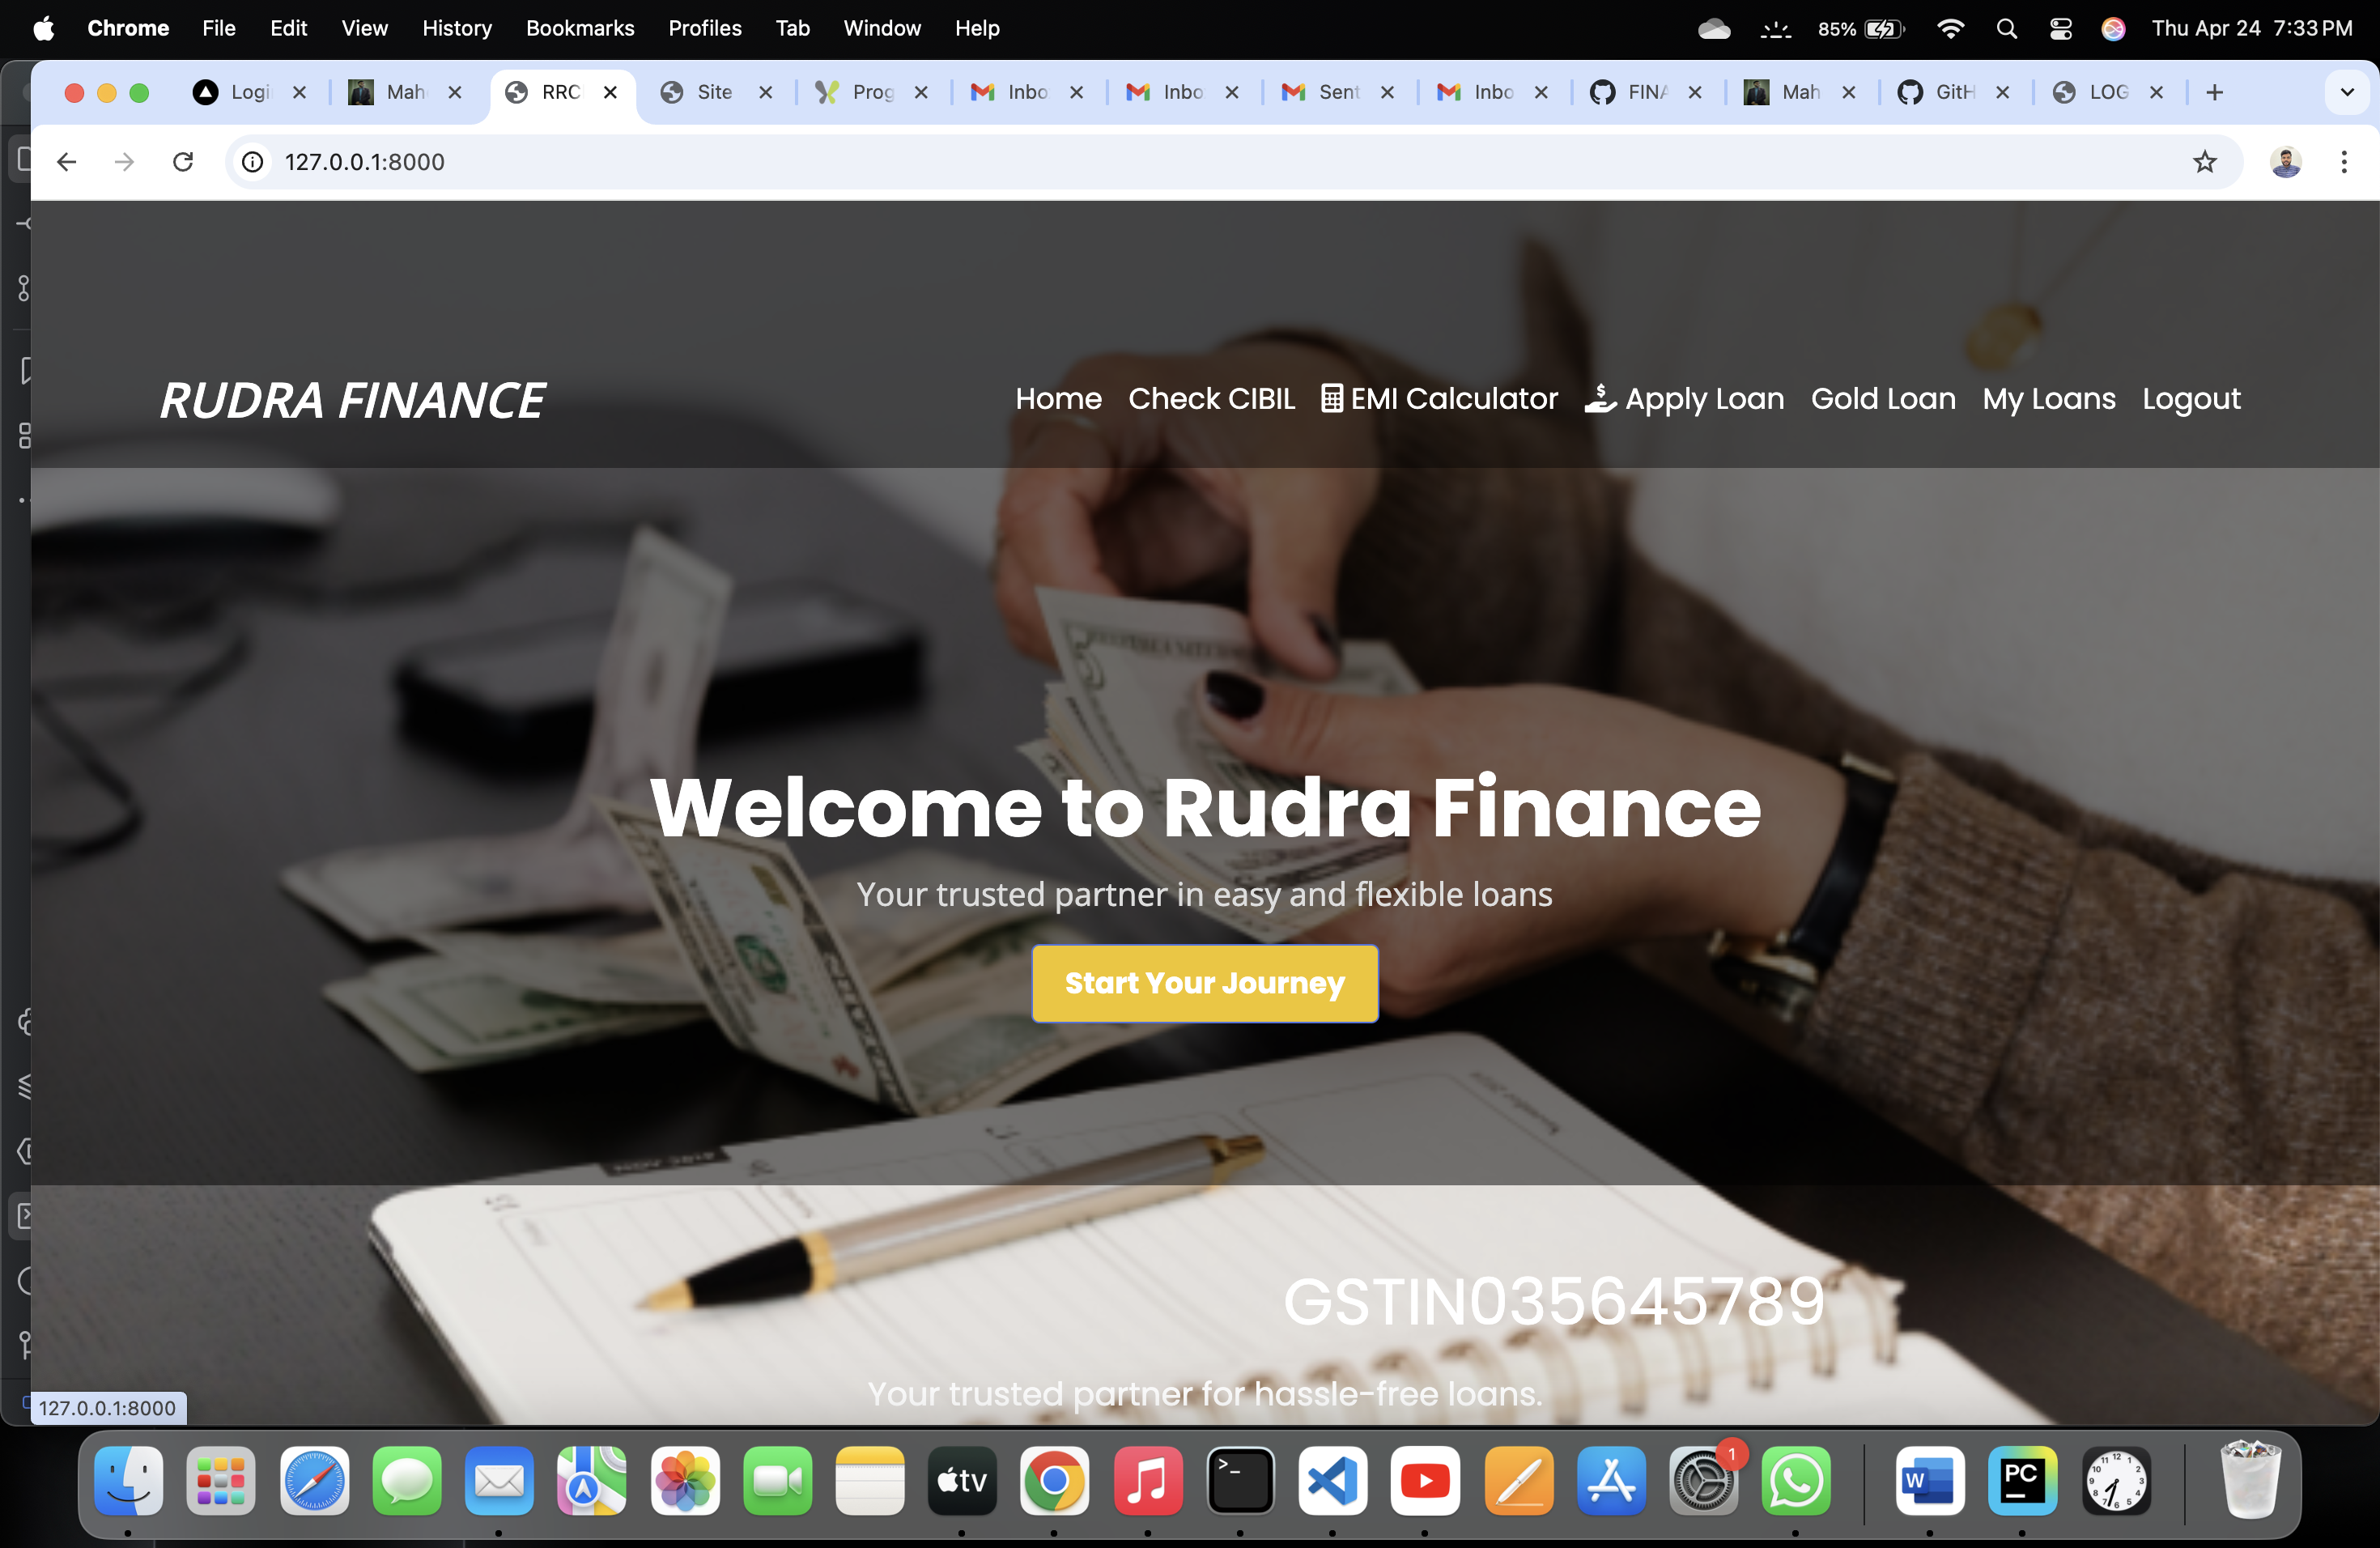 Chrome File Edit View History Bookmarks Profiles Tab Window Help 85% Thu Apr 24 7:33 PM
Logi Mah RRC Site Prog Inbo Inbo Sent Inbo FINA Mah GitH LOG
127.0.0.1:8000
RUDRA FINANCE Home Check CIBIL EMI Calculator Apply Loan Gold Loan My Loans Logout
Welcome to Rudra Finance
Your trusted partner in easy and flexible loans
Start Your Journey
GSTIN035645789
Your trusted partner for hassle-free loans.
127.0.0.1:8000
tv
1
W
PC